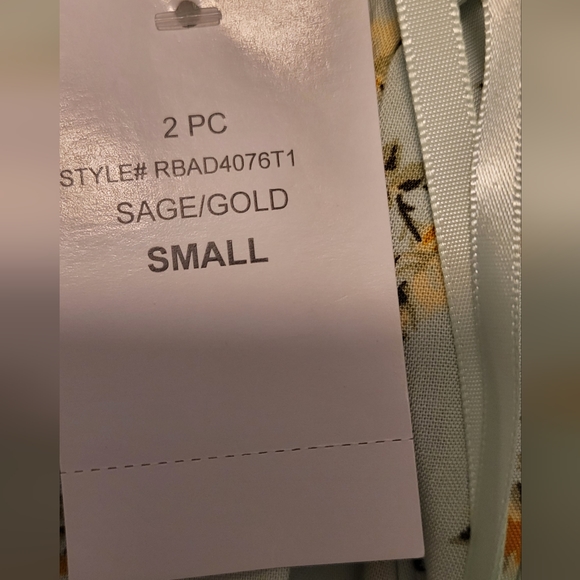 2 PC
STYLE# RBAD4076T1
SAGE/GOLD
SMALL